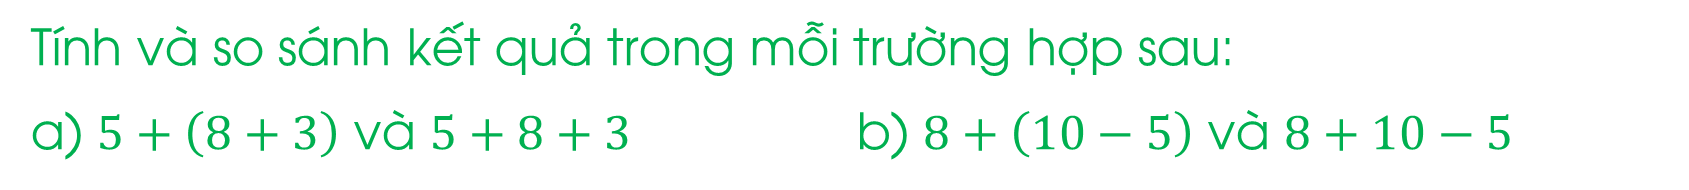 Tính và so sánh kết quả trong mỗi trường hợp sau:
a) 5 + (8 + 3) và 5 + 8 + 3 b) 8 + (10 − 5) và 8 + 10 − 5